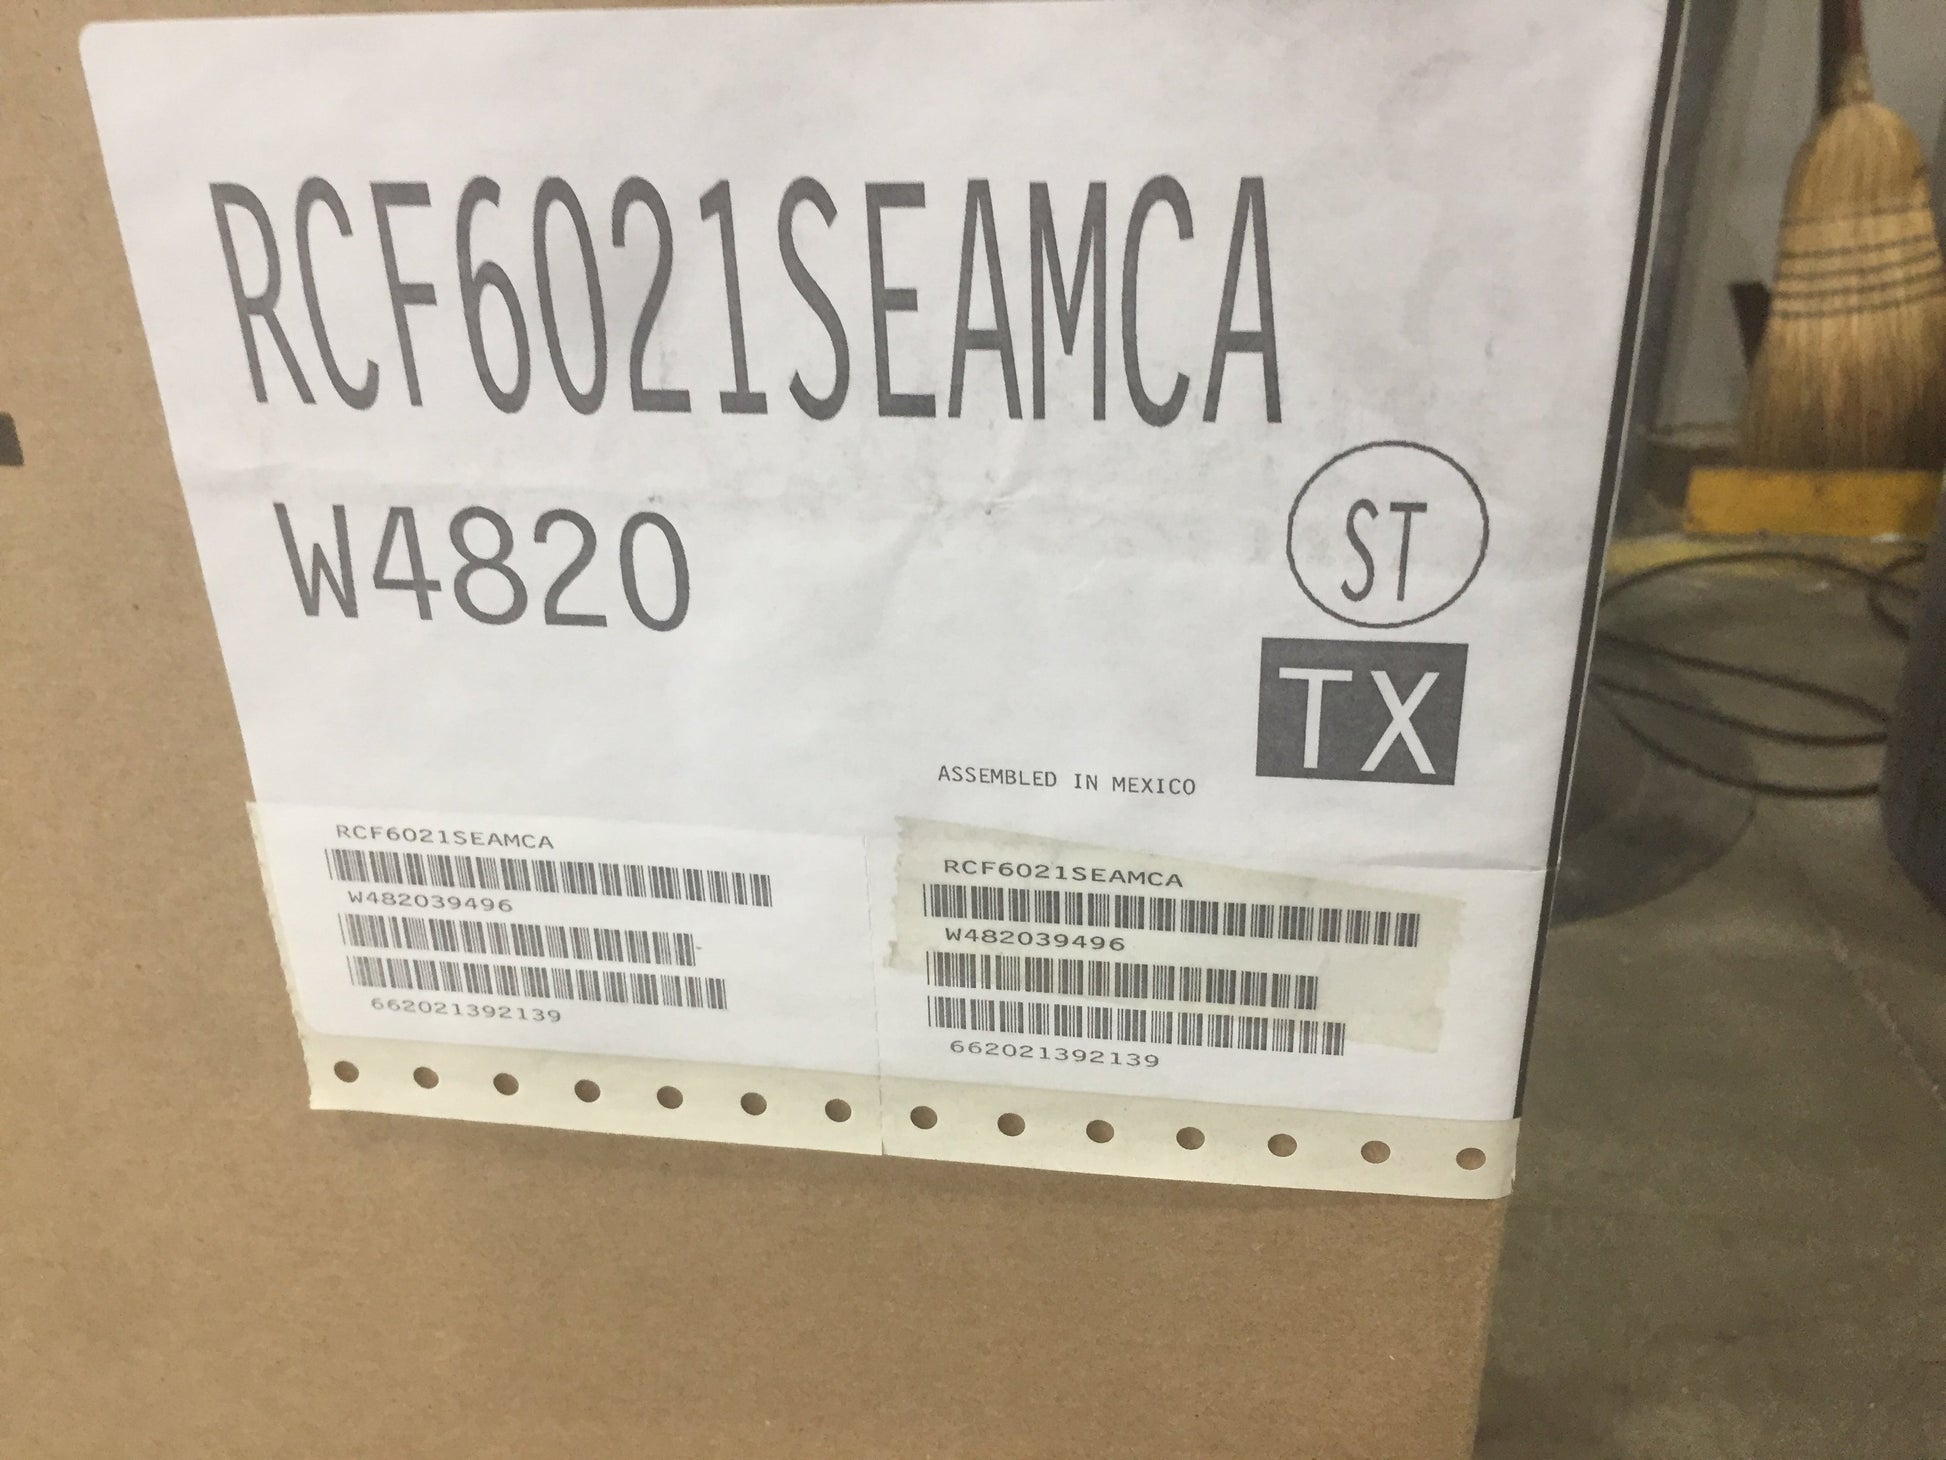 RCF6021SEAMCA
W4820
ST
TX
ASSEMBLED IN MEXICO
RCF6021SEAMCA
W482039496
662021392139
RCF6021SEAMCA
W482039496
662021392139